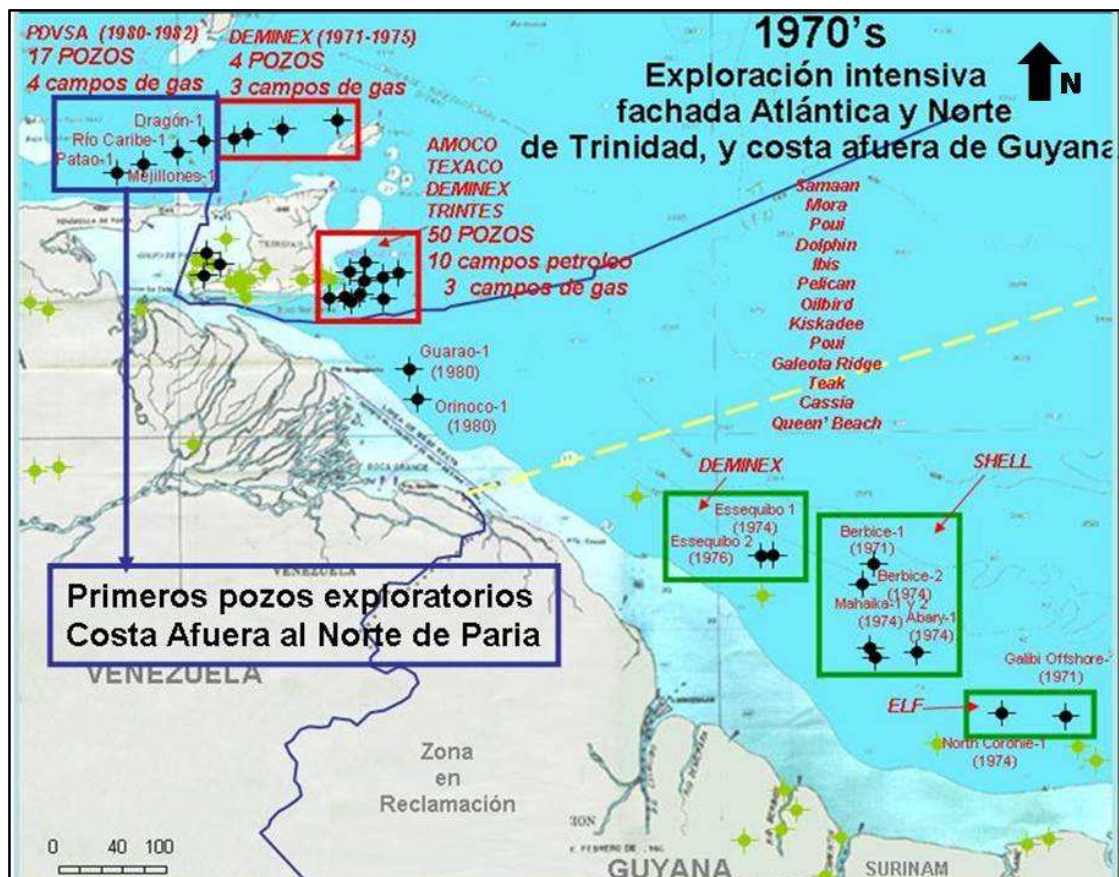 PDVSA (1980-1982)
17 POZOS
4 campos de gas
DEMINEX (1971-1975)
4 POZOS
3 campos de gas
1970's
Exploración intensiva
fachada Atlántica y Norte
de Trinidad, y costa afuera de Guyana
N
Dragón-1
Río Caribe-1
Patao-1
Mejillones-1
AMOCO
TEXACO
DEMINEX
TRINTES
50 POZOS
10 campos petroleo
3 campos de gas
Samaan
Mora
Poui
Dolphin
Ibis
Pelican
Oilbird
Kiskadee
Poui
Galeota Ridge
Teak
Cassia
Queen' Beach
TRINIDAD
Guarao-1
(1980)
Orinoco-1
(1980)
BOCA GRANDE
DEMINEX
Essequibo 1
(1974)
Essequibo 2
(1976)
SHELL
Berbice-1
(1971)
Berbice-2
(1974)
Mahaika-1 y 2
(1974)
Abary-1
(1974)
Galibi Offshore-
(1971)
ELF
North Coronie-1
(1974)
VENEZUELA
Primeros pozos exploratorios
Costa Afuera al Norte de Paria
VENEZUELA
Zona
en
Reclamación
0 40 80 100
GUYANA
SURINAM